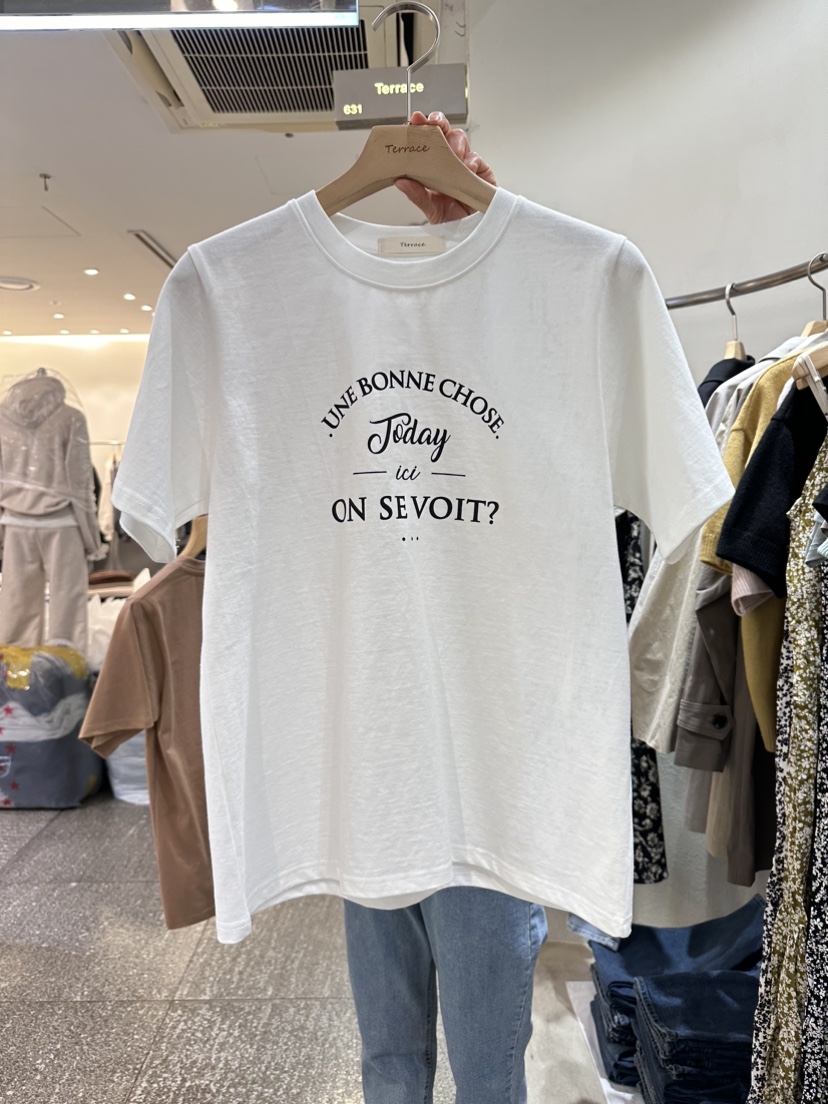 Terrace
631
Terrace
Terrace
.UNE BONNE CHOSE.
Today
ici
ON SEVOIT?